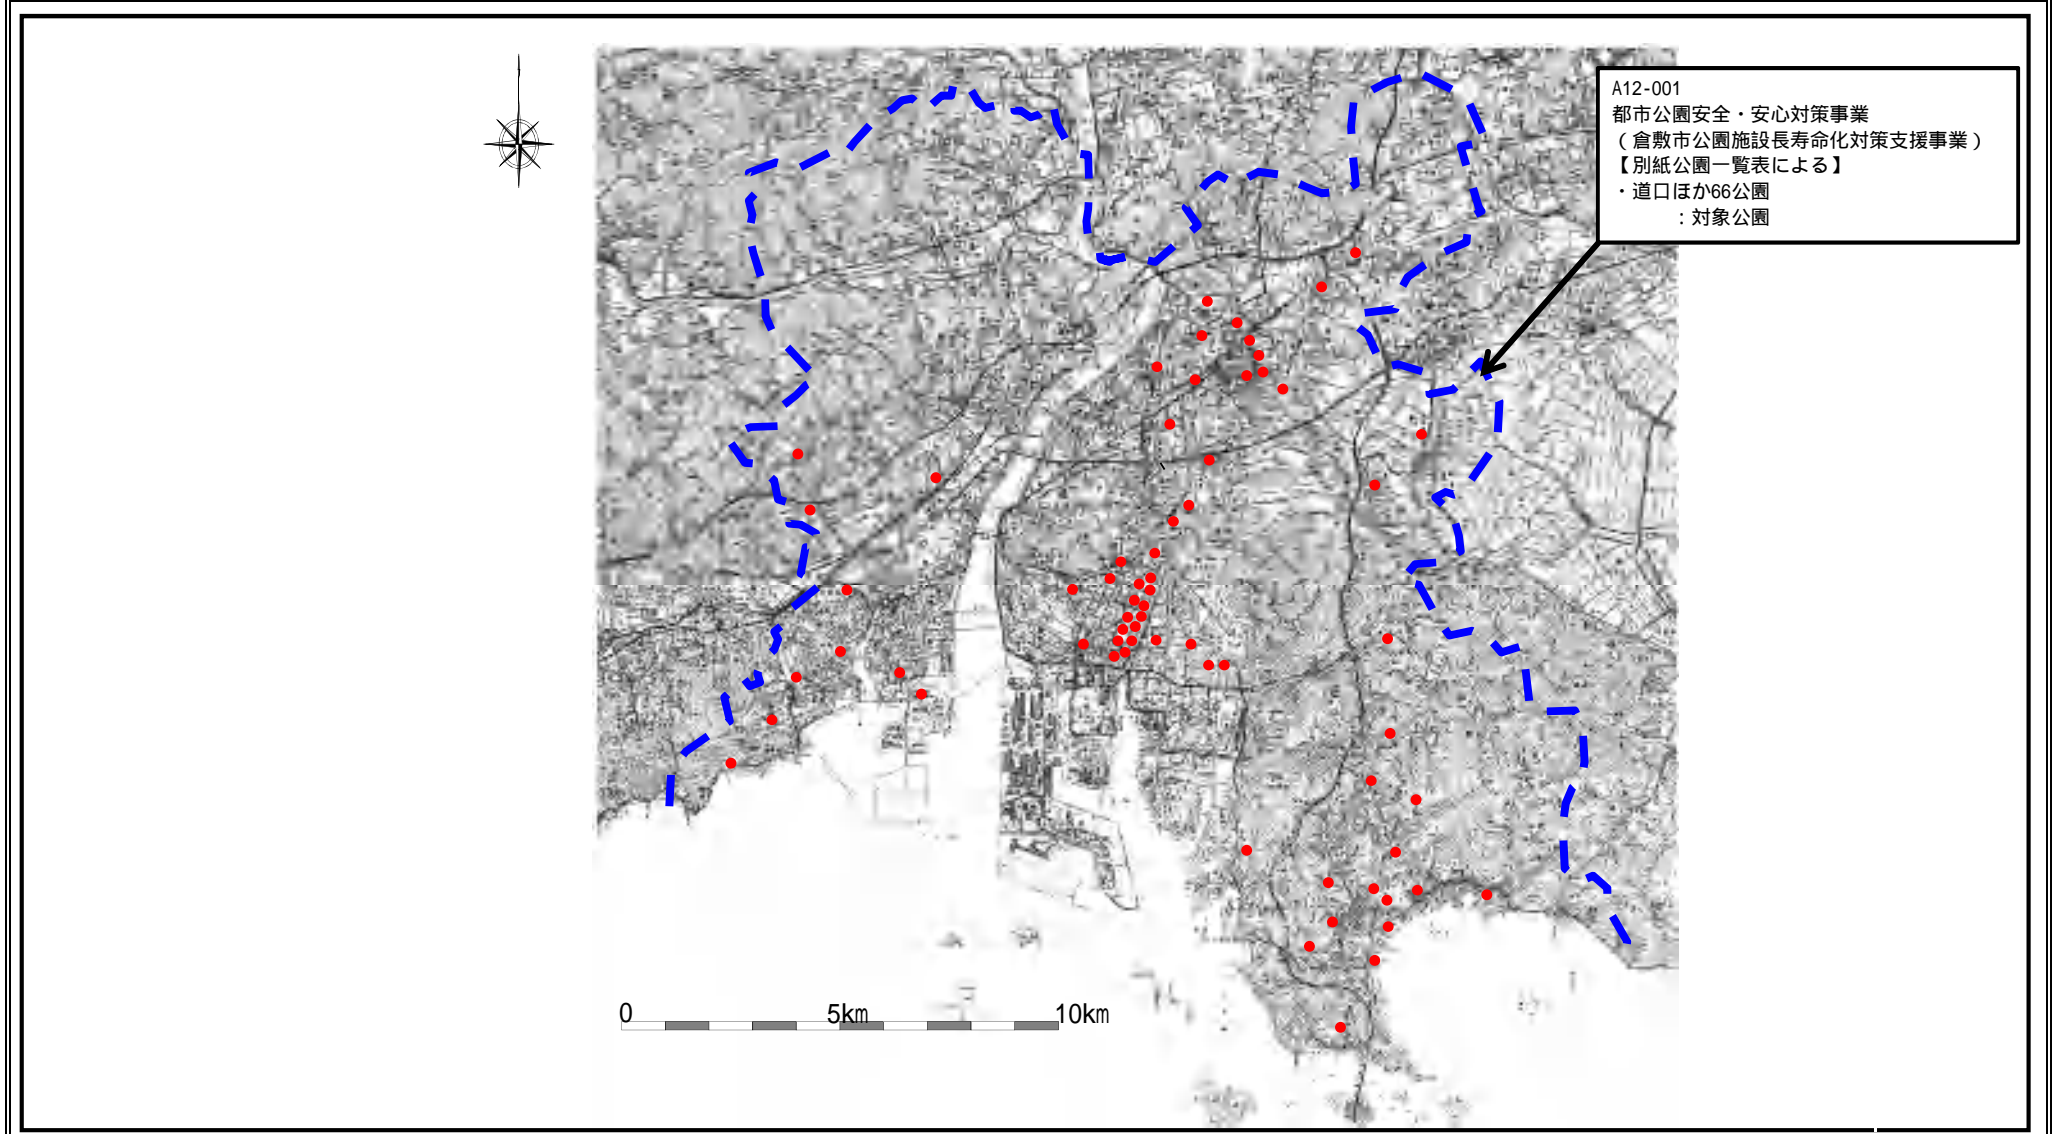 A12-001
都市公園安全・安心対策事業
（倉敷市公園施設長寿命化対策支援事業）
【別紙公園一覧表による】
・道口ほか66公園
：対象公園
0 5km 10km